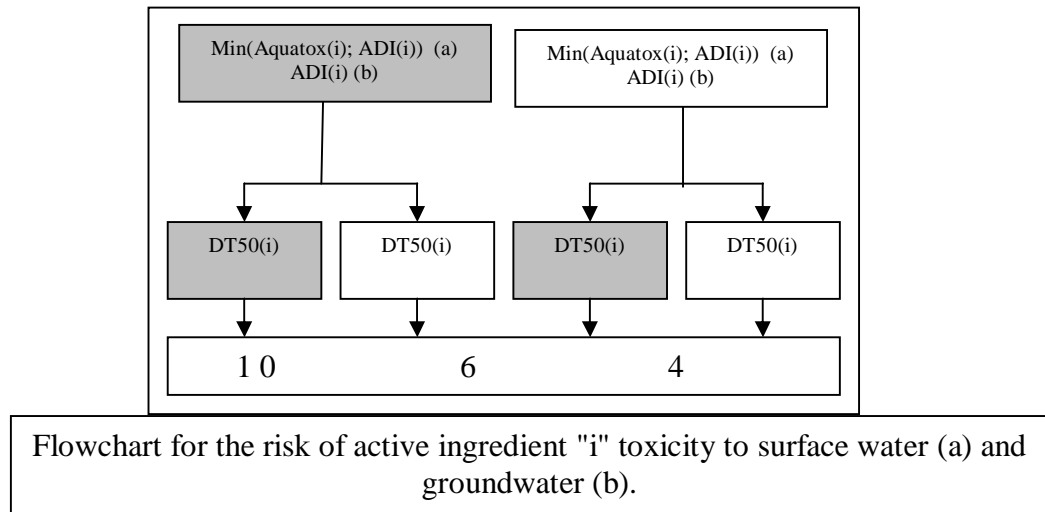 Min(Aquatox(i); ADI(i)) (a)
ADI(i) (b)
Min(Aquatox(i); ADI(i)) (a)
ADI(i) (b)
DT50(i)
DT50(i)
DT50(i)
DT50(i)
1 0 6 4
Flowchart for the risk of active ingredient "i" toxicity to surface water (a) and
groundwater (b).